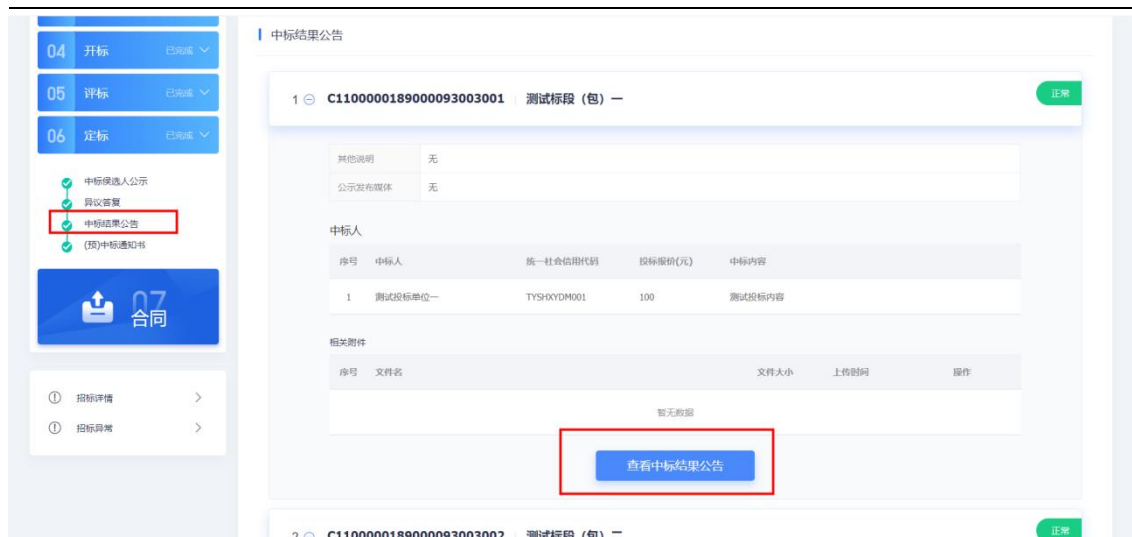 中标结果公告
04 开标 已完成
05 评标 已完成
06 定标 已完成
中标候选人公示
异议答复
中标结果公告
(预)中标通知书
07
合同
招标详情
招标异常
1 C1100000189000093003001 测试标段（包）一 正常
其他说明 无
公示发布媒体 无
中标人
序号 中标人 统一社会信用代码 投标报价(元) 中标内容
1 测试投标单位一 TYSHXYDM001 100 测试投标内容
相关附件
序号 文件名 文件大小 上传时间 操作
暂无数据
查看中标结果公告
2 C1100000189000093003002 测试标段（包）二 正常